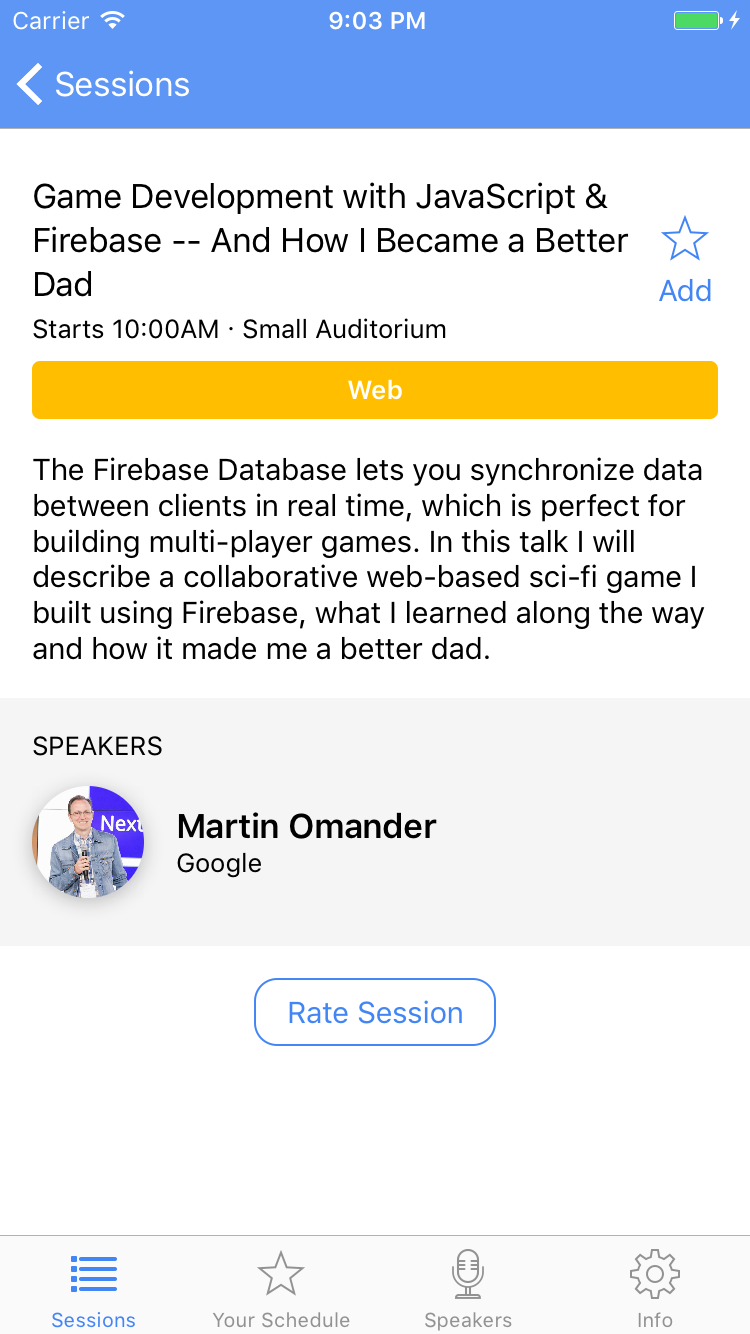 Carrier 9:03 PM
Sessions
Game Development with JavaScript &
Firebase -- And How I Became a Better
Dad
Add
Starts 10:00AM · Small Auditorium
Web
The Firebase Database lets you synchronize data
between clients in real time, which is perfect for
building multi-player games. In this talk I will
describe a collaborative web-based sci-fi game I
built using Firebase, what I learned along the way
and how it made me a better dad.
SPEAKERS
Next
Martin Omander
Google
Rate Session
Sessions Your Schedule Speakers Info